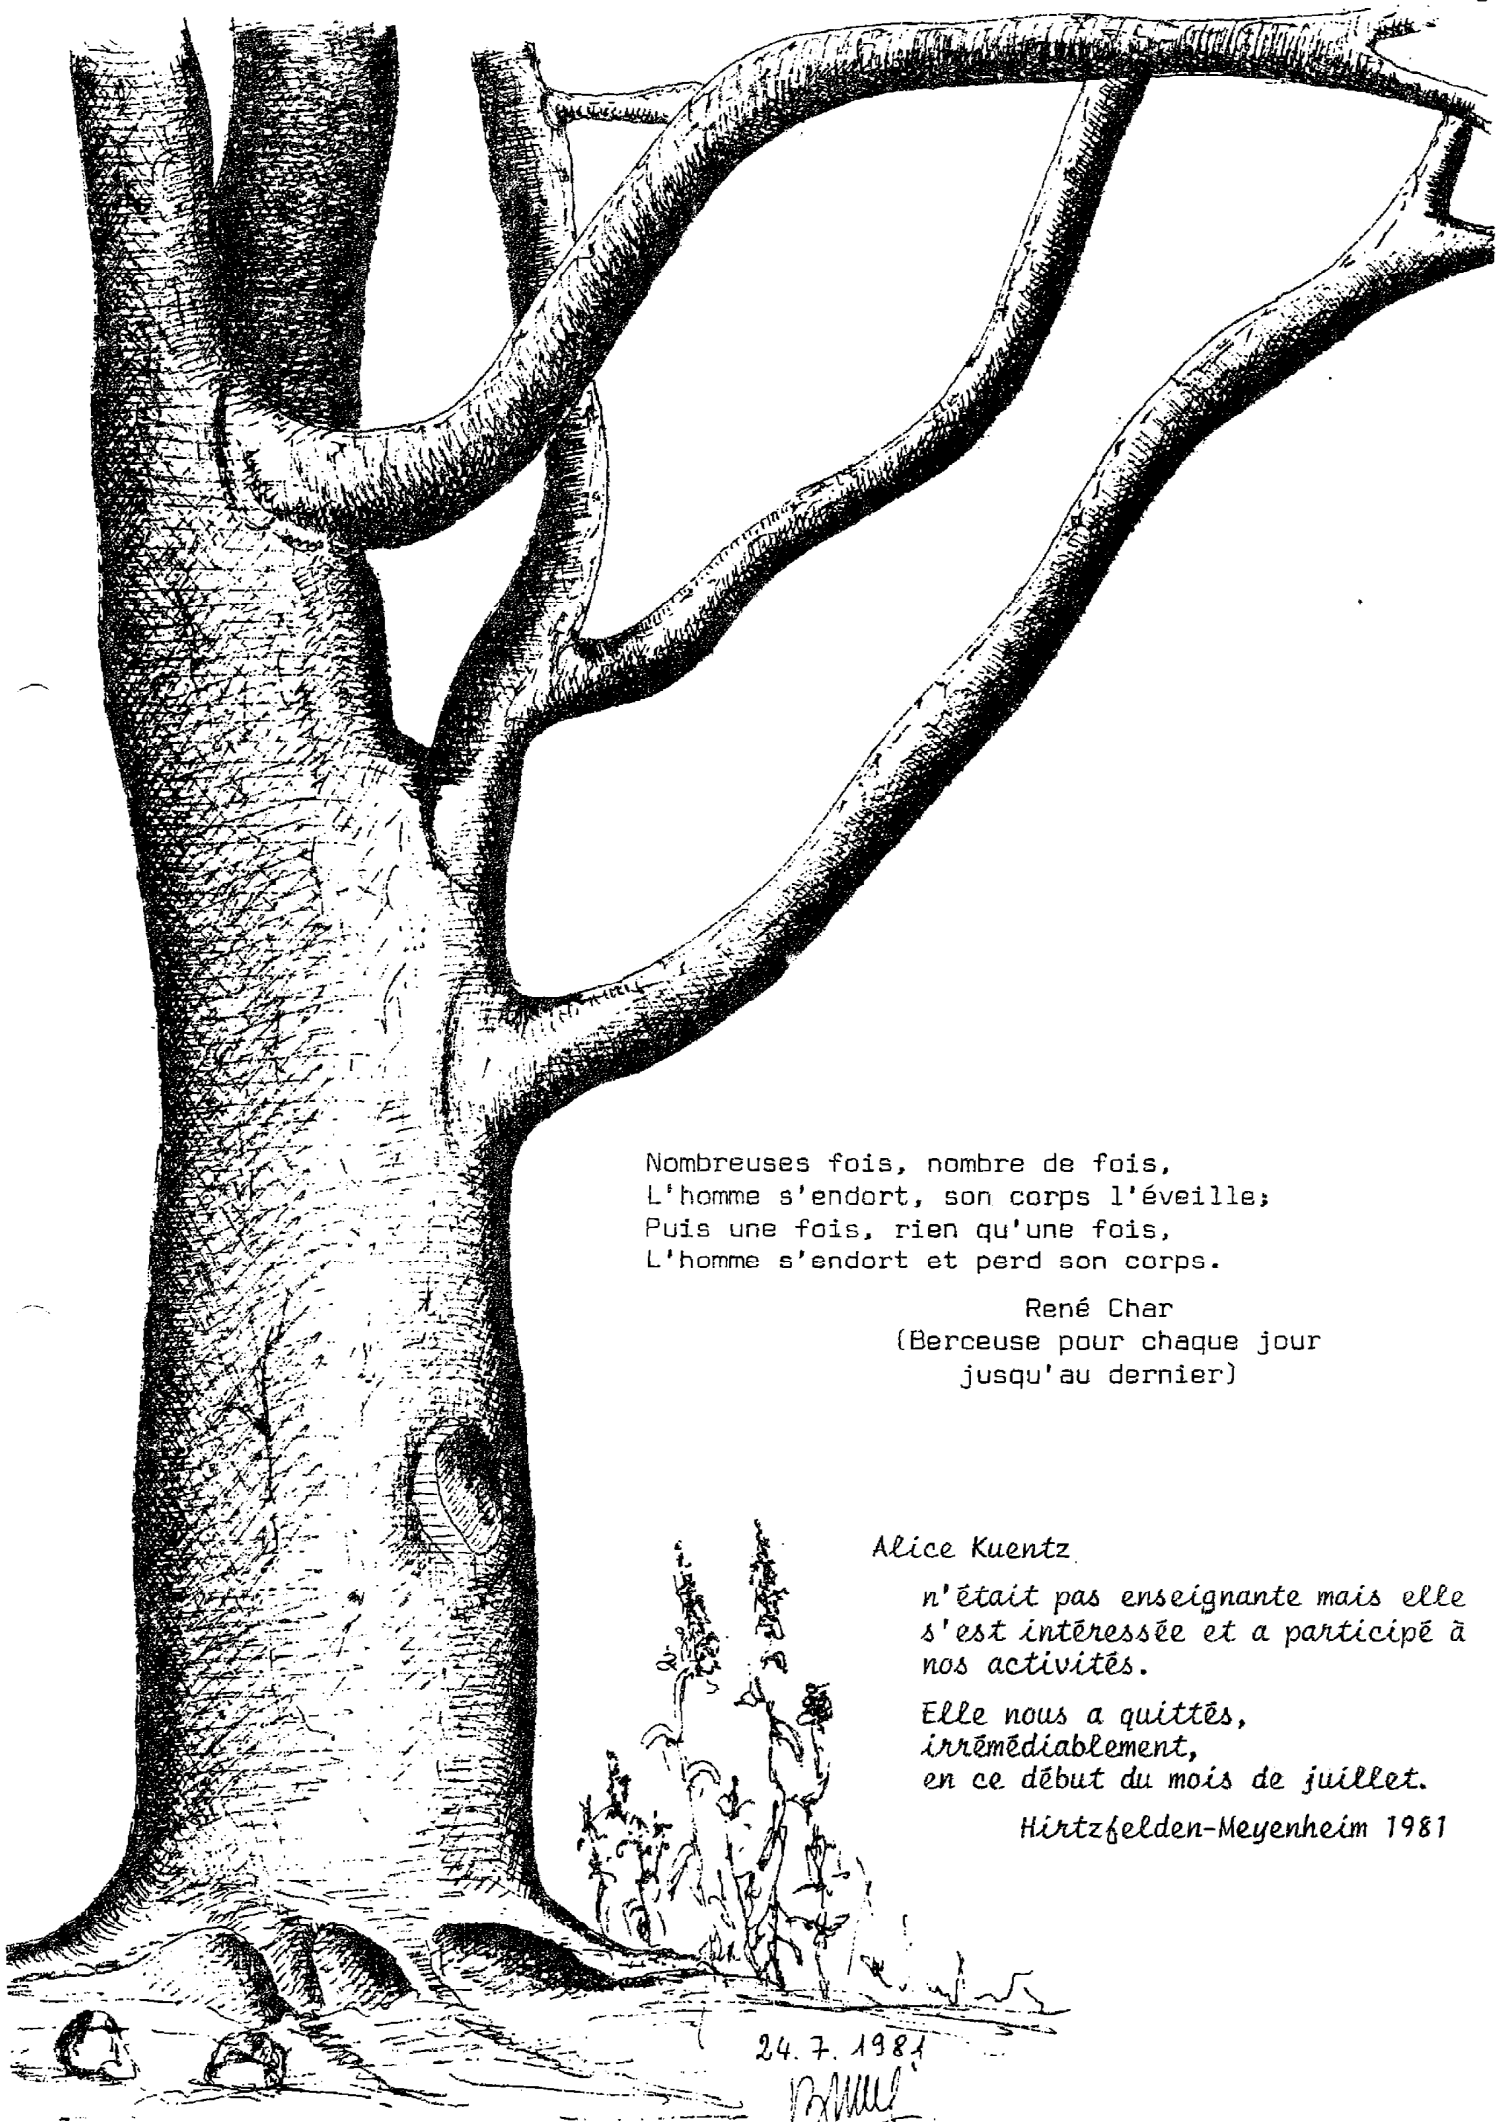 Nombreuses fois, nombre de fois,
L'homme s'endort, son corps l'éveille;
Puis une fois, rien qu'une fois,
L'homme s'endort et perd son corps.
René Char
(Berceuse pour chaque jour
jusqu'au dernier)
Alice Kuentz
n'était pas enseignante mais elle
s'est intéressée et a participé à
nos activités.
Elle nous a quittés,
irrémédiablement,
en ce début du mois de juillet.
Hirtzfelden-Meyenheim 1981
24.7.1981